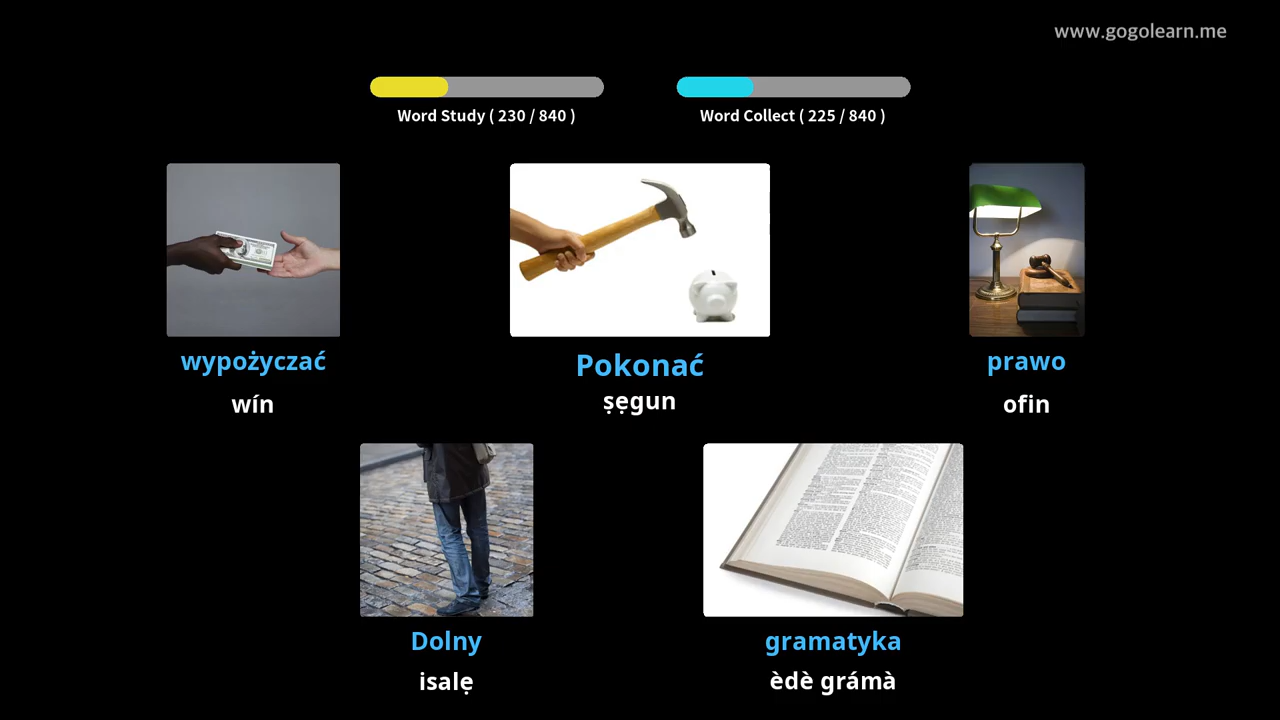 www.gogolearn.me
Word Study ( 230 / 840 )
Word Collect ( 225 / 840 )
wypożyczać
wín
Pokonać
ṣẹgun
prawo
ofin
Dolny
isalẹ
gramatyka
èdè grámà